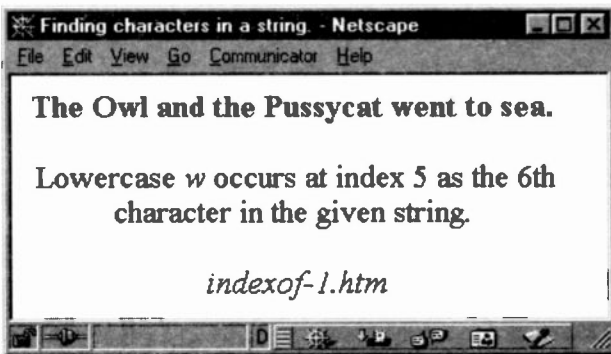 Finding characters in a string. - Netscape
File Edit View Go Communicator Help
The Owl and the Pussycat went to sea.
Lowercase w occurs at index 5 as the 6th
character in the given string.
indexof-1.htm